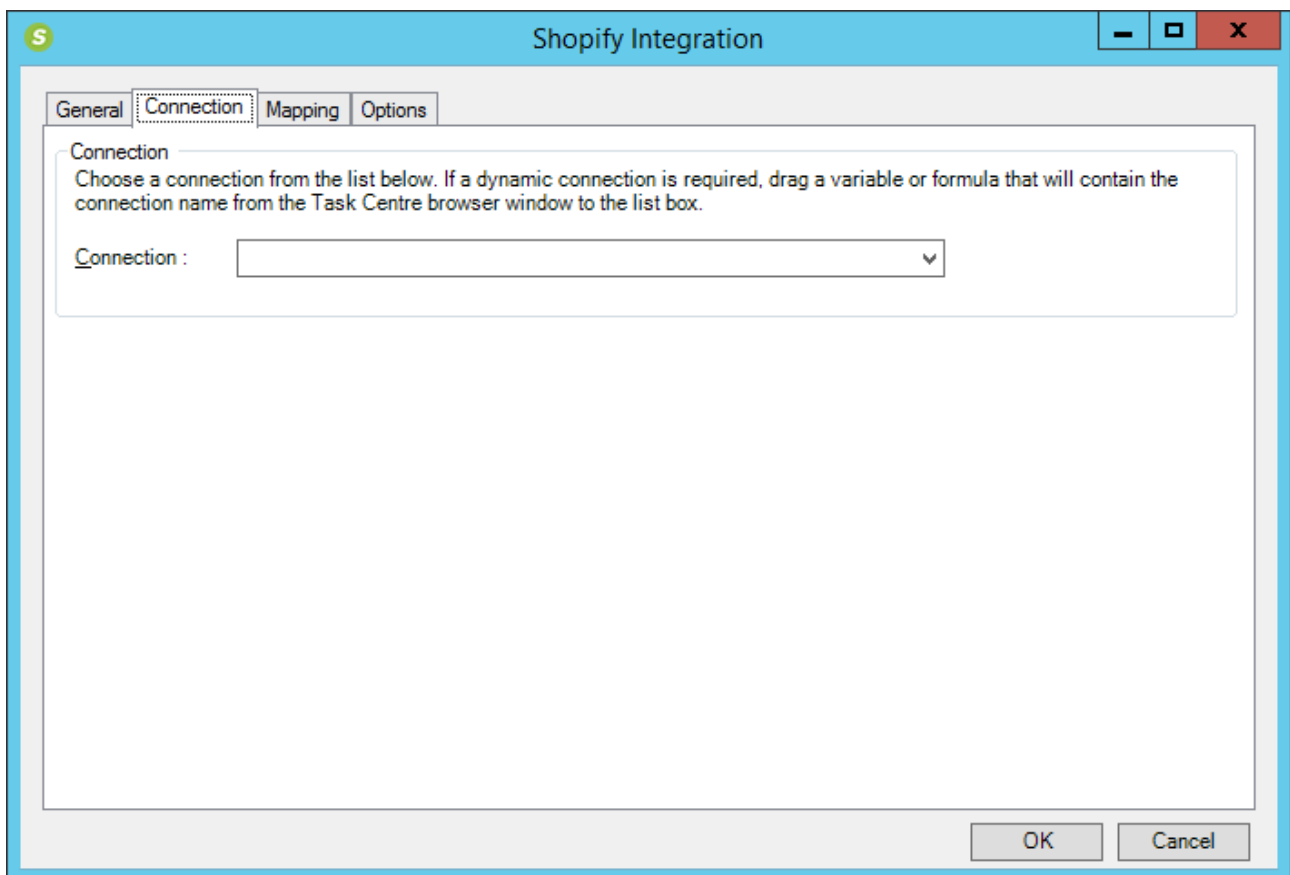 S
Shopify Integration
x
General Connection Mapping Options
Connection
Choose a connection from the list below. If a dynamic connection is required, drag a variable or formula that will contain the
connection name from the Task Centre browser window to the list box.
Connection :
OK Cancel